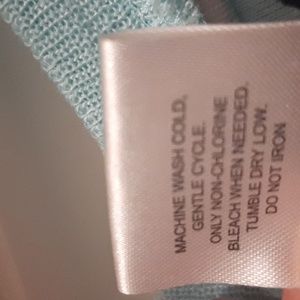 MACHINE WASH COLD,
GENTLE CYCLE.
ONLY NON-CHLORINE
BLEACH WHEN NEEDED.
TUMBLE DRY LOW.
DO NOT IRON